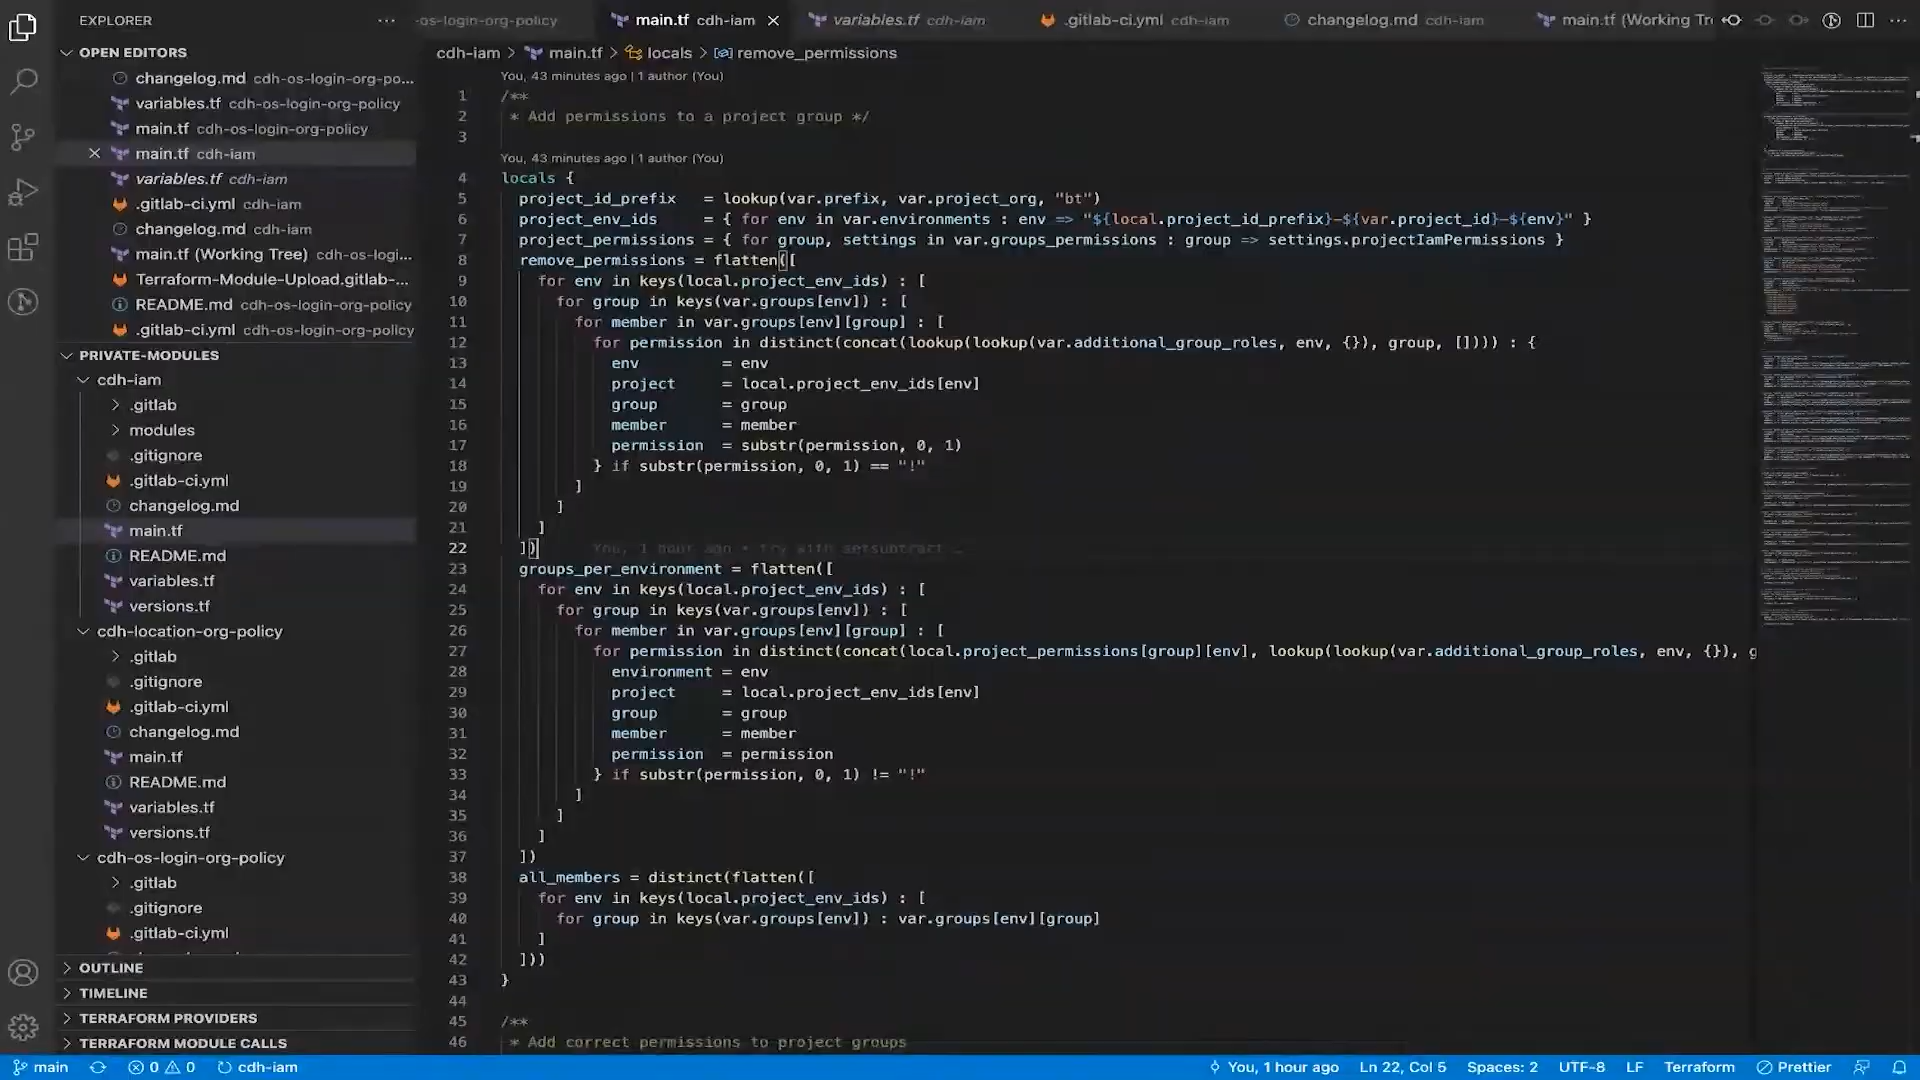 EXPLORER
OPEN EDITORS
changelog.md cdh-os-login-org-po...
variables.tf cdh-os-login-org-policy
main.tf cdh-os-login-org-policy
main.tf cdh-iam
variables.tf cdh-iam
.gitlab-ci.yml cdh-iam
changelog.md cdh-iam
main.tf (Working Tree) cdh-os-logi...
Terraform-Module-Upload.gitlab-...
README.md cdh-os-login-org-policy
.gitlab-ci.yml cdh-os-login-org-policy
PRIVATE-MODULES
cdh-iam
.gitlab
modules
.gitignore
.gitlab-ci.yml
changelog.md
main.tf
README.md
variables.tf
versions.tf
cdh-location-org-policy
.gitlab
.gitignore
.gitlab-ci.yml
changelog.md
main.tf
README.md
variables.tf
versions.tf
cdh-os-login-org-policy
.gitlab
.gitignore
.gitlab-ci.yml
OUTLINE
TIMELINE
TERRAFORM PROVIDERS
TERRAFORM MODULE CALLS
-os-login-org-policy main.tf cdh-iam variables.tf cdh-iam .gitlab-ci.yml cdh-iam changelog.md cdh-iam main.tf (Working Tr
cdh-iam > main.tf > locals > remove_permissions
You, 43 minutes ago | 1 author (You)
1 /**
2 * Add permissions to a project group */
3
You, 43 minutes ago | 1 author (You)
4 locals {
5 project_id_prefix = lookup(var.prefix, var.project_org, "bt")
6 project_env_ids = { for env in var.environments : env => "${local.project_id_prefix}-${var.project_id}-${env}" }
7 project_permissions = { for group, settings in var.groups_permissions : group => settings.projectIamPermissions }
8 remove_permissions = flatten([
9 for env in keys(local.project_env_ids) : [
10 for group in keys(var.groups[env]) : [
11 for member in var.groups[env][group] : [
12 for permission in distinct(concat(lookup(lookup(var.additional_group_roles, env, {}), group, []))) : {
13 env = env
14 project = local.project_env_ids[env]
15 group = group
16 member = member
17 permission = substr(permission, 0, 1)
18 } if substr(permission, 0, 1) == "!"
19 ]
20 ]
21 ]
22 ]) You, 1 hour ago • try with setsubtract …
23 groups_per_environment = flatten([
24 for env in keys(local.project_env_ids) : [
25 for group in keys(var.groups[env]) : [
26 for member in var.groups[env][group] : [
27 for permission in distinct(concat(local.project_permissions[group][env], lookup(lookup(var.additional_group_roles, env, {}), g
28 environment = env
29 project = local.project_env_ids[env]
30 group = group
31 member = member
32 permission = permission
33 } if substr(permission, 0, 1) != "!"
34 ]
35 ]
36 ]
37 ])
38 all_members = distinct(flatten([
39 for env in keys(local.project_env_ids) : [
40 for group in keys(var.groups[env]) : var.groups[env][group]
41 ]
42 ]))
43 }
44
45 /**
46 * Add correct permissions to project groups
main 0 0 cdh-iam You, 1 hour ago Ln 22, Col 5 Spaces: 2 UTF-8 LF Terraform Prettier